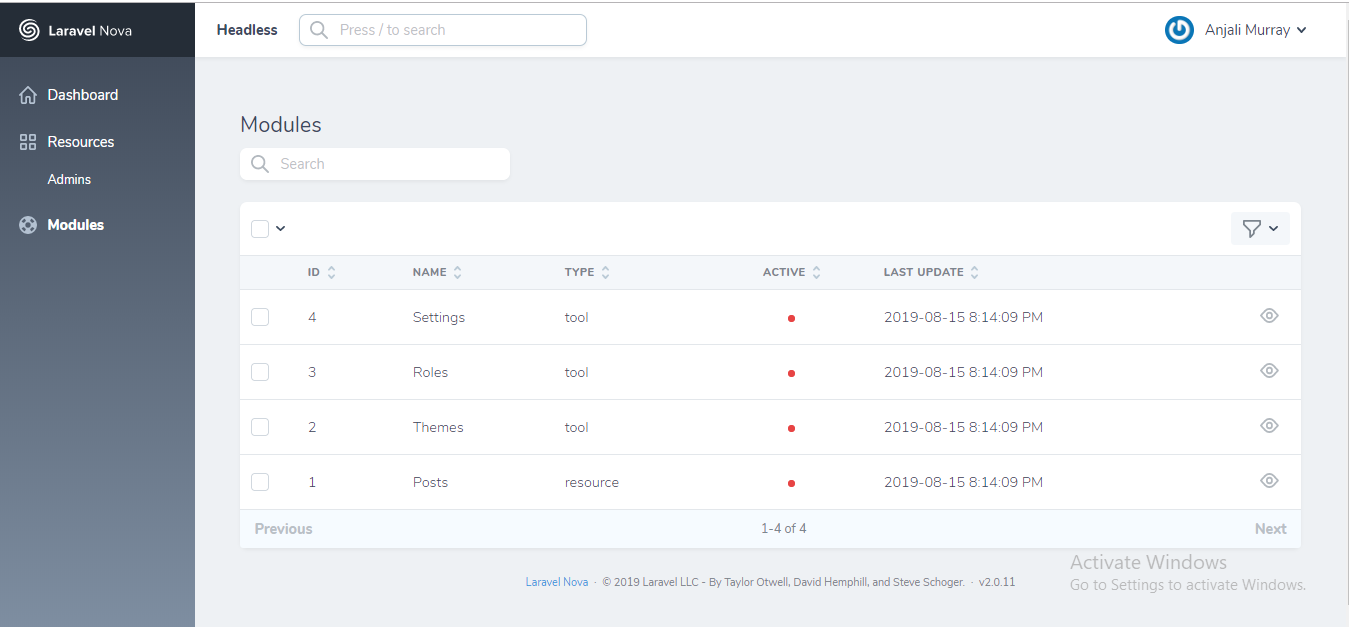 Laravel Nova
Headless
Press / to search
Anjali Murray
Dashboard
Resources
Admins
Modules
Modules
Search
ID NAME TYPE ACTIVE LAST UPDATE
4 Settings tool 2019-08-15 8:14:09 PM
3 Roles tool 2019-08-15 8:14:09 PM
2 Themes tool 2019-08-15 8:14:09 PM
1 Posts resource 2019-08-15 8:14:09 PM
Previous 1-4 of 4 Next
Laravel Nova · © 2019 Laravel LLC - By Taylor Otwell, David Hemphill, and Steve Schoger. · v2.0.11
Activate Windows
Go to Settings to activate Windows.